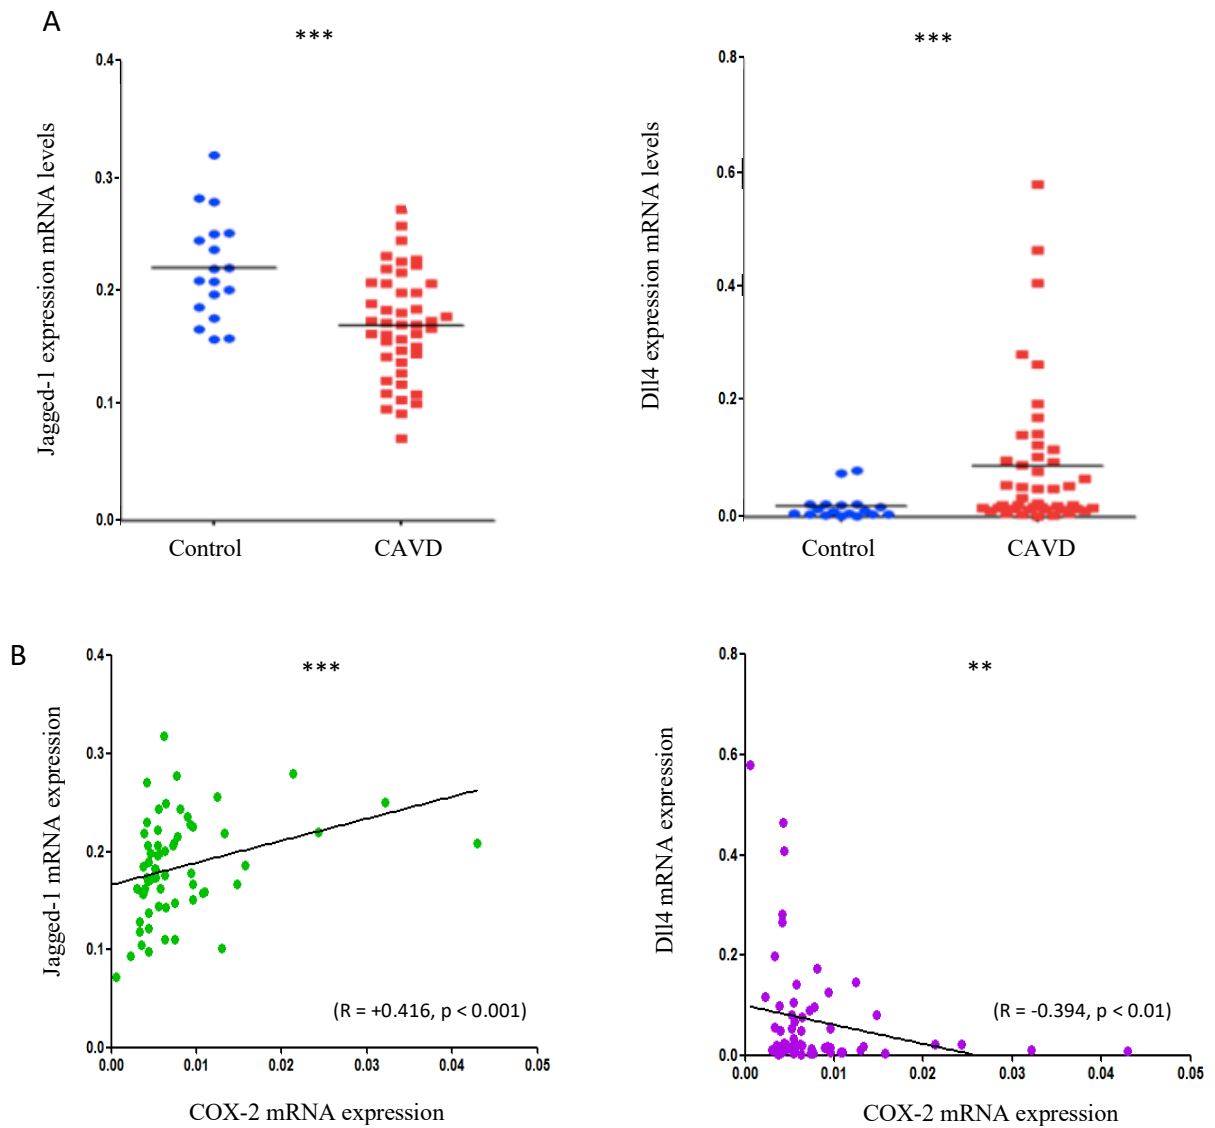 A
***
0.4
0.3
0.2
0.1
0.0
Jagged-1 expression mRNA levels
Control
CAVD
***
0.8
0.6
0.4
0.2
0.0
Dll4 expression mRNA levels
Control
CAVD
B
***
0.4
0.3
0.2
0.1
0.0
Jagged-1 mRNA expression
(R = +0.416, p < 0.001)
0.00
0.01
0.02
0.03
0.04
0.05
COX-2 mRNA expression
**
0.8
0.6
0.4
0.2
0.0
Dll4 mRNA expression
(R = -0.394, p < 0.01)
0.00
0.01
0.02
0.03
0.04
0.05
COX-2 mRNA expression